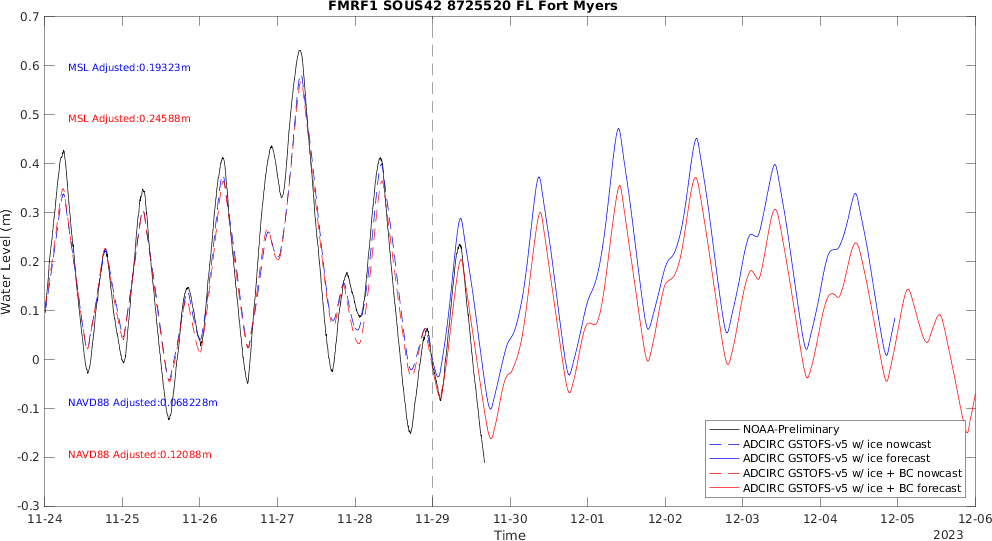 FMRF1 SOUS42 8725520 FL Fort Myers
0.7
0.6
0.5
0.4
0.3
0.2
0.1
0
-0.1
-0.2
-0.3
Water Level (m)
MSL Adjusted:0.19323m
MSL Adjusted:0.24588m
NAVD88 Adjusted:0.068228m
NAVD88 Adjusted:0.12088m
NOAA-Preliminary
ADCIRC GSTOFS-v5 w/ ice nowcast
ADCIRC GSTOFS-v5 w/ ice forecast
ADCIRC GSTOFS-v5 w/ ice + BC nowcast
ADCIRC GSTOFS-v5 w/ ice + BC forecast
11-24 11-25 11-26 11-27 11-28 11-29 11-30 12-01 12-02 12-03 12-04 12-05 12-06
Time
2023